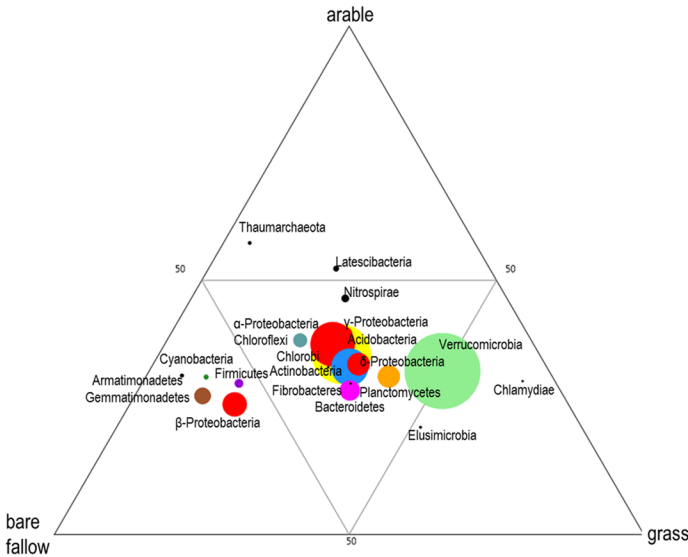 arable
Thaumarchaeota
Latescibacteria
50
50
Nitrospirae
α-Proteobacteria
γ-Proteobacteria
Chloroflexi
Acidobacteria
Verrucomicrobia
Chlorobi
δ-Proteobacteria
Cyanobacteria
Actinobacteria
Firmicutes
Armatimonadetes
Fibrobacteres
Planctomycetes
Chlamydiae
Gemmatimonadetes
Bacteroidetes
β-Proteobacteria
Elusimicrobia
bare
fallow
50
grass